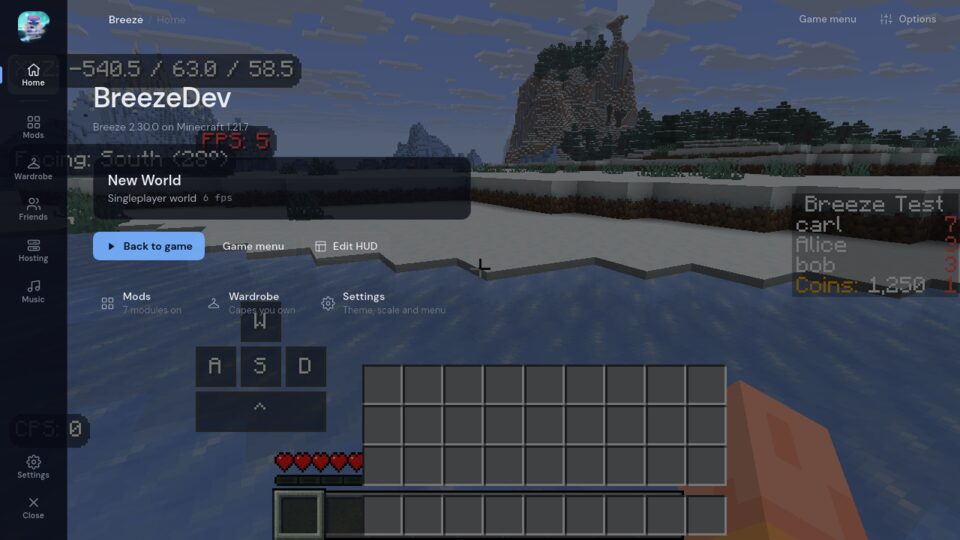 Breeze / Home
Game menu
Options
XYZ: -540.5 / 63.0 / 58.5
Home
BreezeDev
Breeze 2.30.0 on Minecraft 1.21.7
FPS: 5
Mods
Facing: South (28°)
Wardrobe
New World
Singleplayer world 6 fps
Friends
Breeze Test
carl 7
Alice
bob 3
Coins: 1,250 1
Back to game
Game menu
Edit HUD
Hosting
Music
Mods
7 modules on
Wardrobe
Capes you own
Settings
Theme, scale and menu
W
A S D
^
CPS: 0
Settings
Close